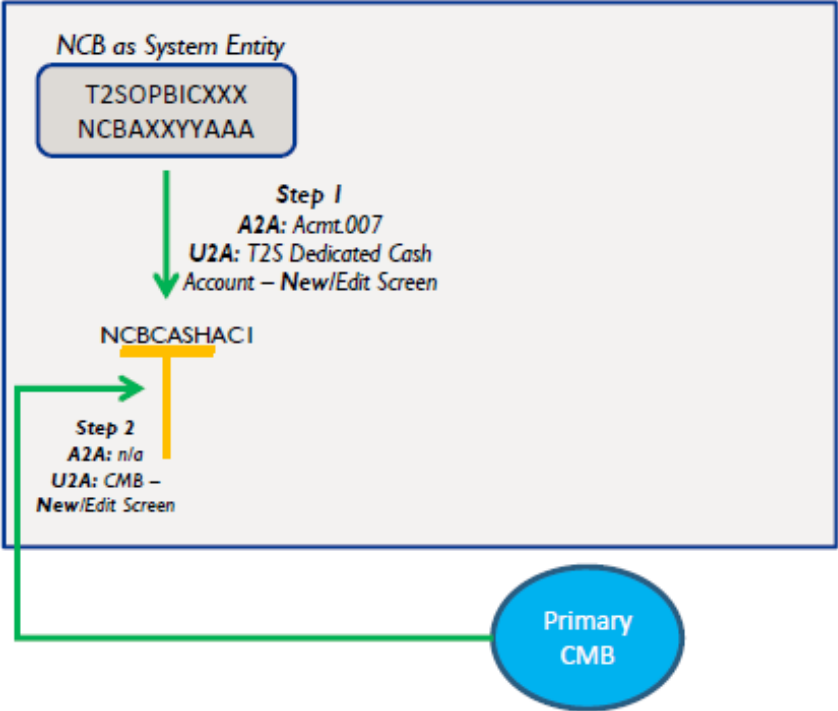 NCB as System Entity
T2SOPBICXXX
NCBAXXYYAAA
Step 1
A2A: Acmt.007
U2A: T2S Dedicated Cash
Account – New/Edit Screen
NCBCASHAC1
Step 2
A2A: n/a
U2A: CMB –
New/Edit Screen
Primary
CMB